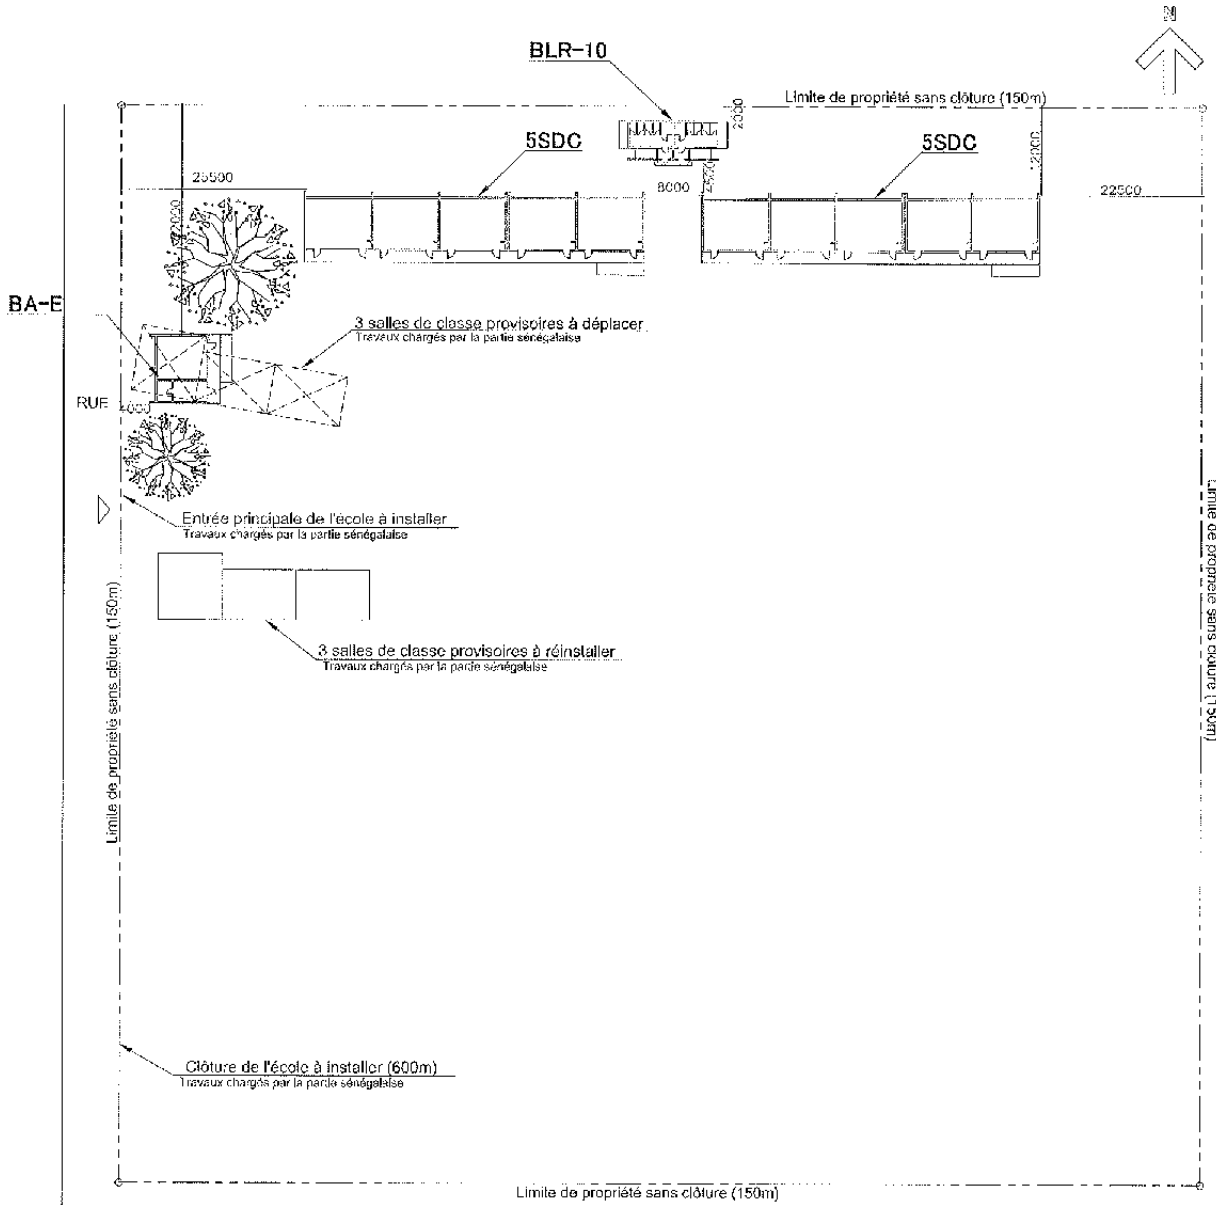 N
BLR-10
Limite de propriété sans clôture (150m)
2000
5SDC
5SDC
12000
25500
8000
4500
22500
BA-E
3 salles de classe provisoires à déplacer
Travaux chargés par la partie sénégalaise
RUE
Entrée principale de l'école à installer
Travaux chargés par la partie sénégalaise
Limite de propriété sans clôture (150m)
Limite de propriété sans clôture (150m)
3 salles de classe provisoires à réinstaller
Travaux chargés par la partie sénégalaise
Clôture de l'école à installer (600m)
Travaux chargés par la partie sénégalaise
Limite de propriété sans clôture (150m)